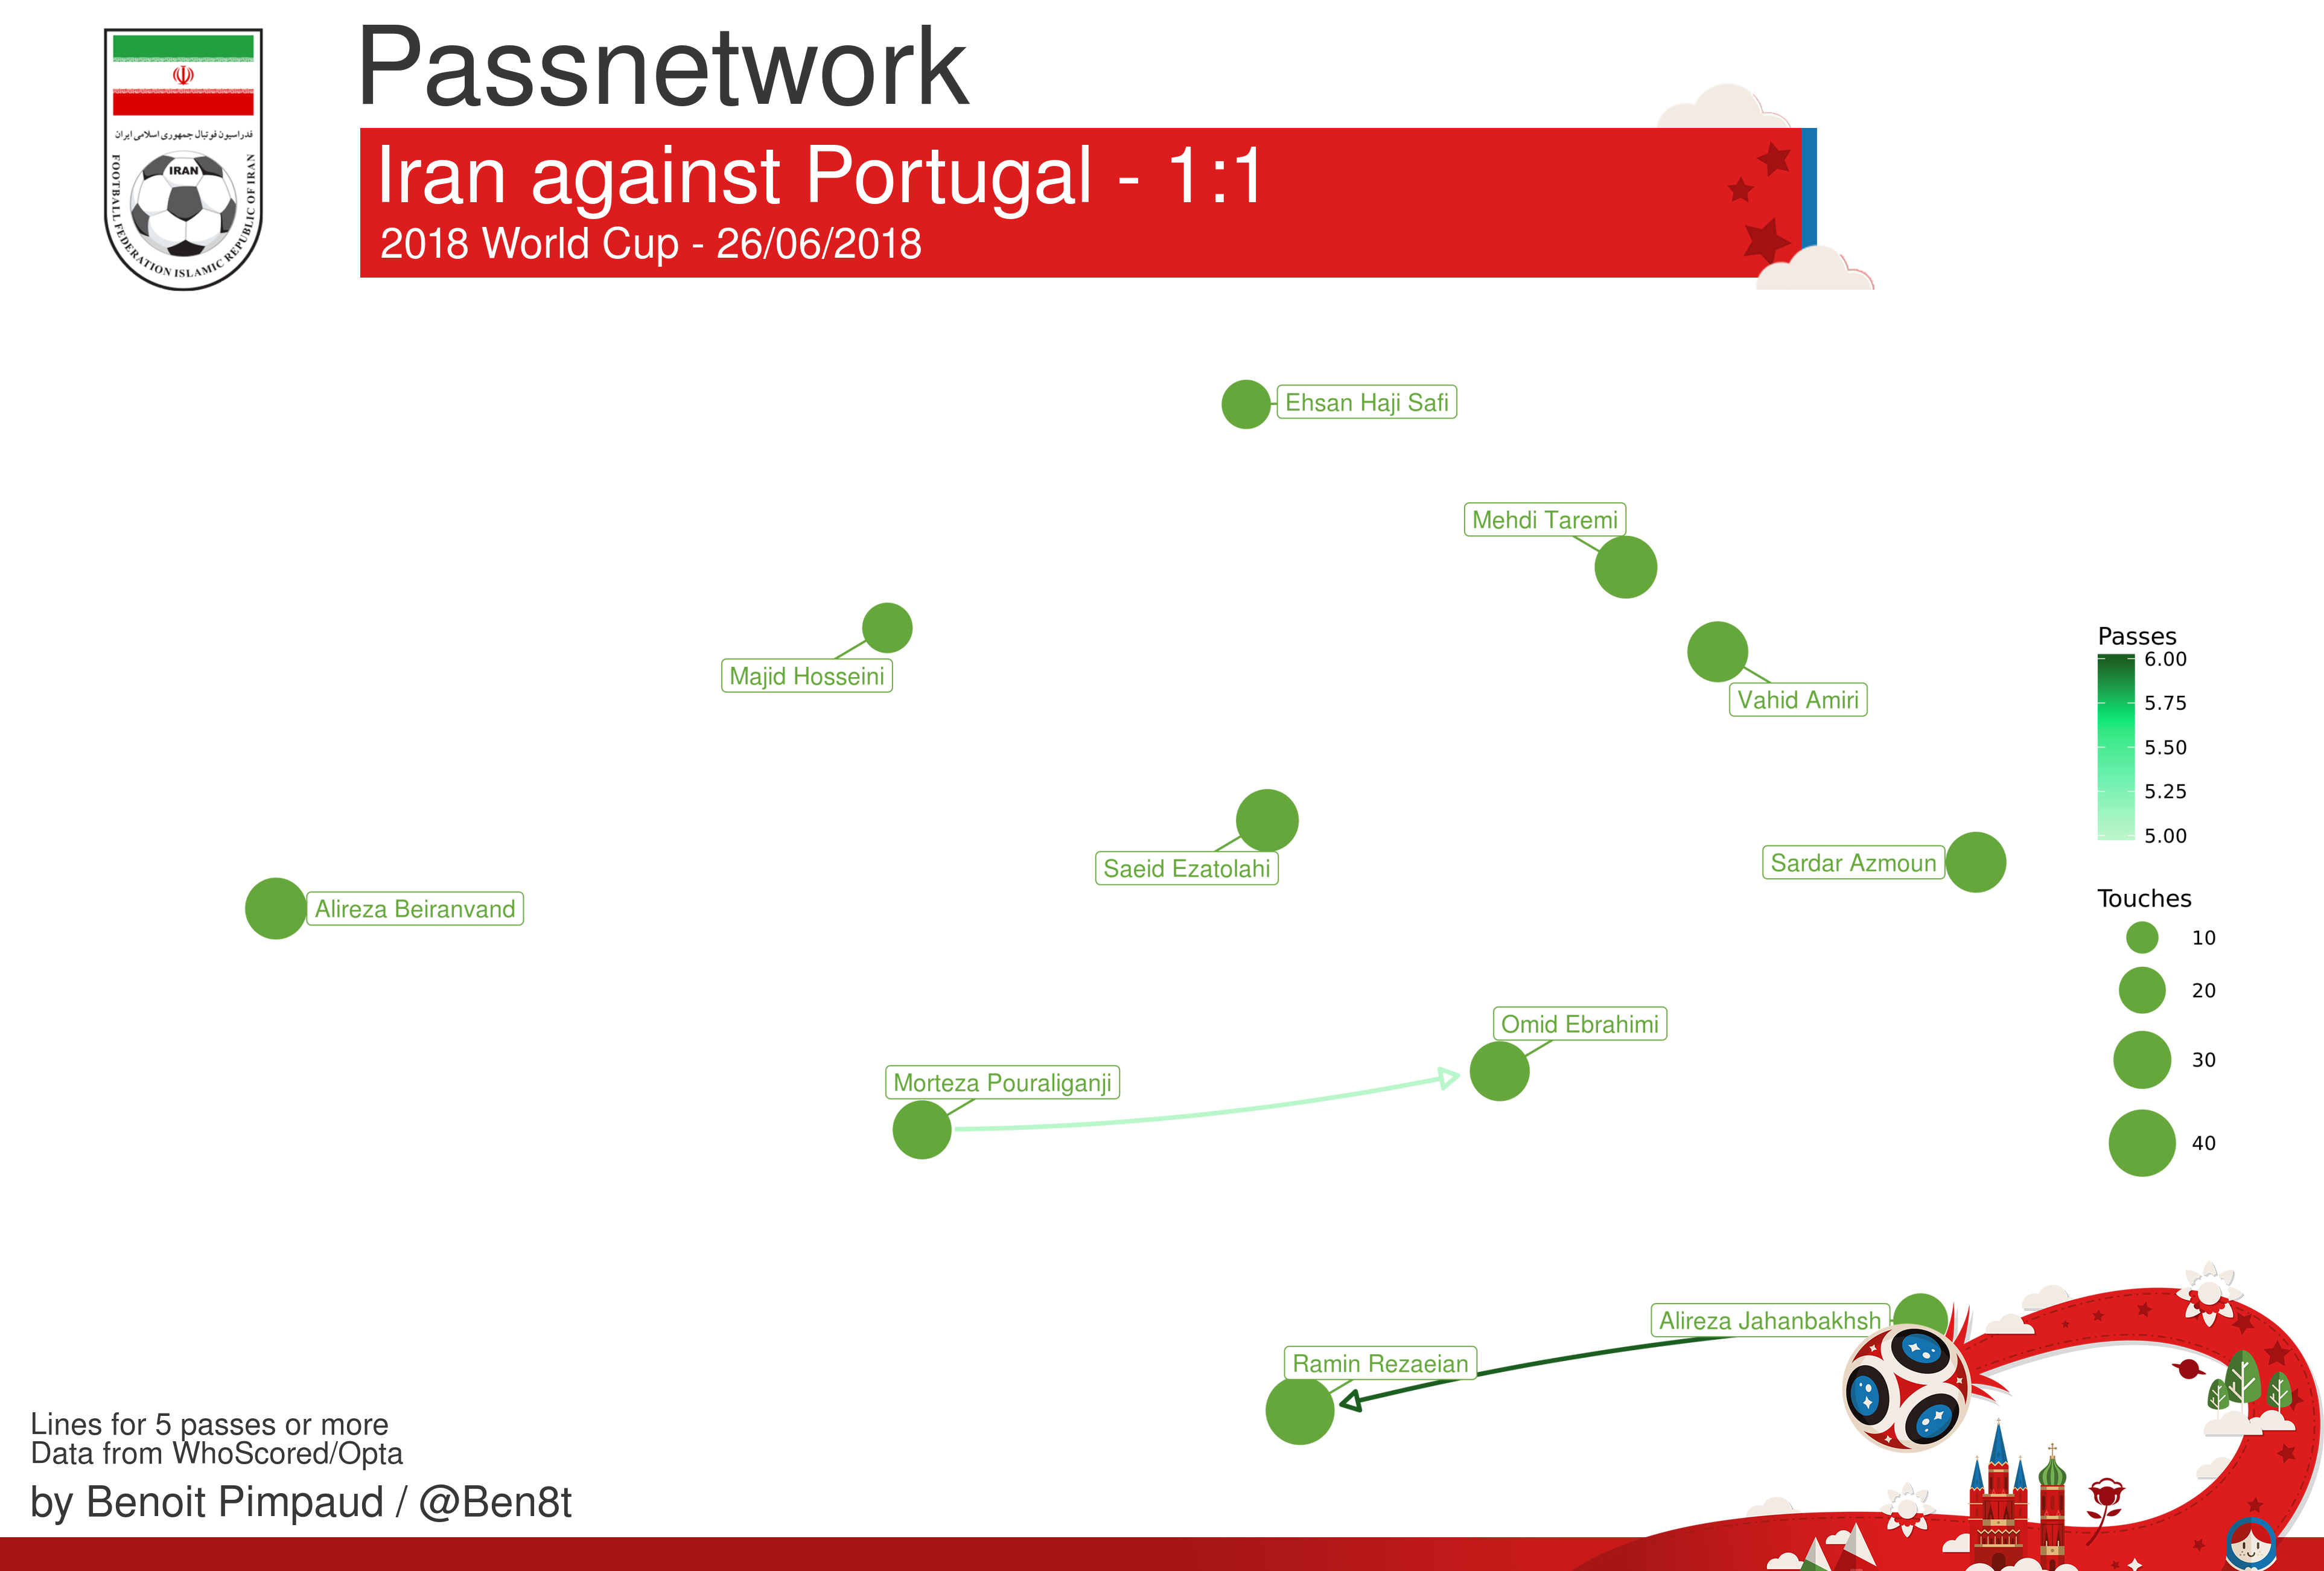 Passnetwork
Iran against Portugal - 1:1
2018 World Cup - 26/06/2018
فدراسیون فوتبال جمهوری اسلامی ایران
IRAN
FOOTBALL FEDERATION ISLAMIC REPUBLIC OF IRAN
Ehsan Haji Safi
Mehdi Taremi
Majid Hosseini
Vahid Amiri
Saeid Ezatolahi
Sardar Azmoun
Alireza Beiranvand
Omid Ebrahimi
Morteza Pouraliganji
Alireza Jahanbakhsh
Ramin Rezaeian
Passes
6.00
5.75
5.50
5.25
5.00
Touches
10
20
30
40
Lines for 5 passes or more
Data from WhoScored/Opta
by Benoit Pimpaud / @Ben8t